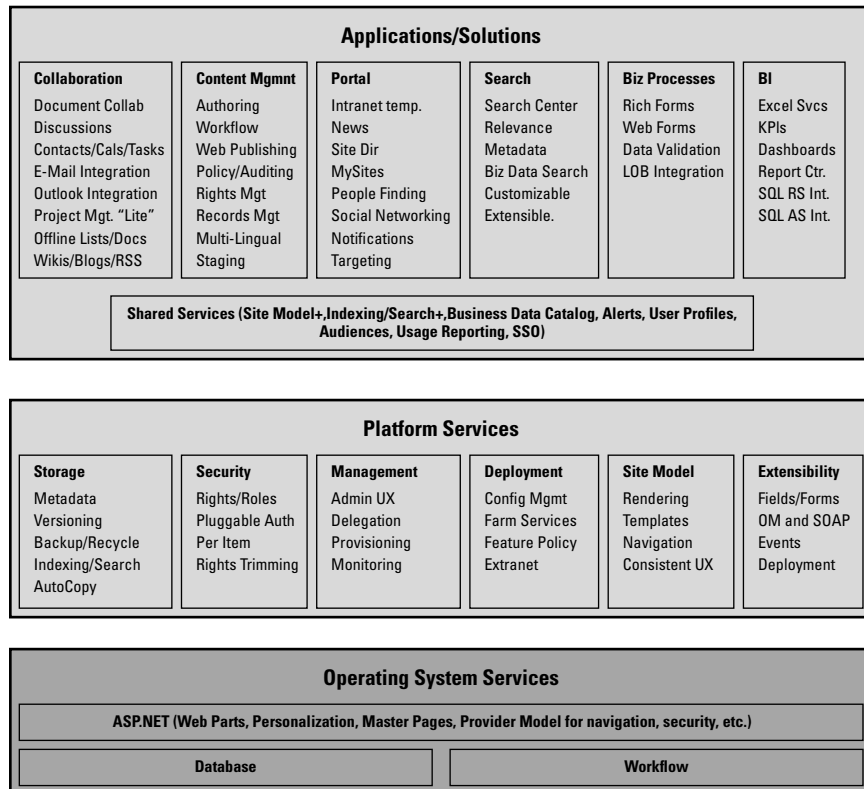 Applications/Solutions
Collaboration
Document Collab
Discussions
Contacts/Cals/Tasks
E-Mail Integration
Outlook Integration
Project Mgt. “Lite”
Offline Lists/Docs
Wikis/Blogs/RSS
Content Mgmnt
Authoring
Workflow
Web Publishing
Policy/Auditing
Rights Mgt
Records Mgt
Multi-Lingual
Staging
Portal
Intranet temp.
News
Site Dir
MySites
People Finding
Social Networking
Notifications
Targeting
Search
Search Center
Relevance
Metadata
Biz Data Search
Customizable
Extensible.
Biz Processes
Rich Forms
Web Forms
Data Validation
LOB Integration
BI
Excel Svcs
KPIs
Dashboards
Report Ctr.
SQL RS Int.
SQL AS Int.
Shared Services (Site Model+,Indexing/Search+,Business Data Catalog, Alerts, User Profiles,
Audiences, Usage Reporting, SSO)
Platform Services
Storage
Metadata
Versioning
Backup/Recycle
Indexing/Search
AutoCopy
Security
Rights/Roles
Pluggable Auth
Per Item
Rights Trimming
Management
Admin UX
Delegation
Provisioning
Monitoring
Deployment
Config Mgmt
Farm Services
Feature Policy
Extranet
Site Model
Rendering
Templates
Navigation
Consistent UX
Extensibility
Fields/Forms
OM and SOAP
Events
Deployment
Operating System Services
ASP.NET (Web Parts, Personalization, Master Pages, Provider Model for navigation, security, etc.)
Database
Workflow